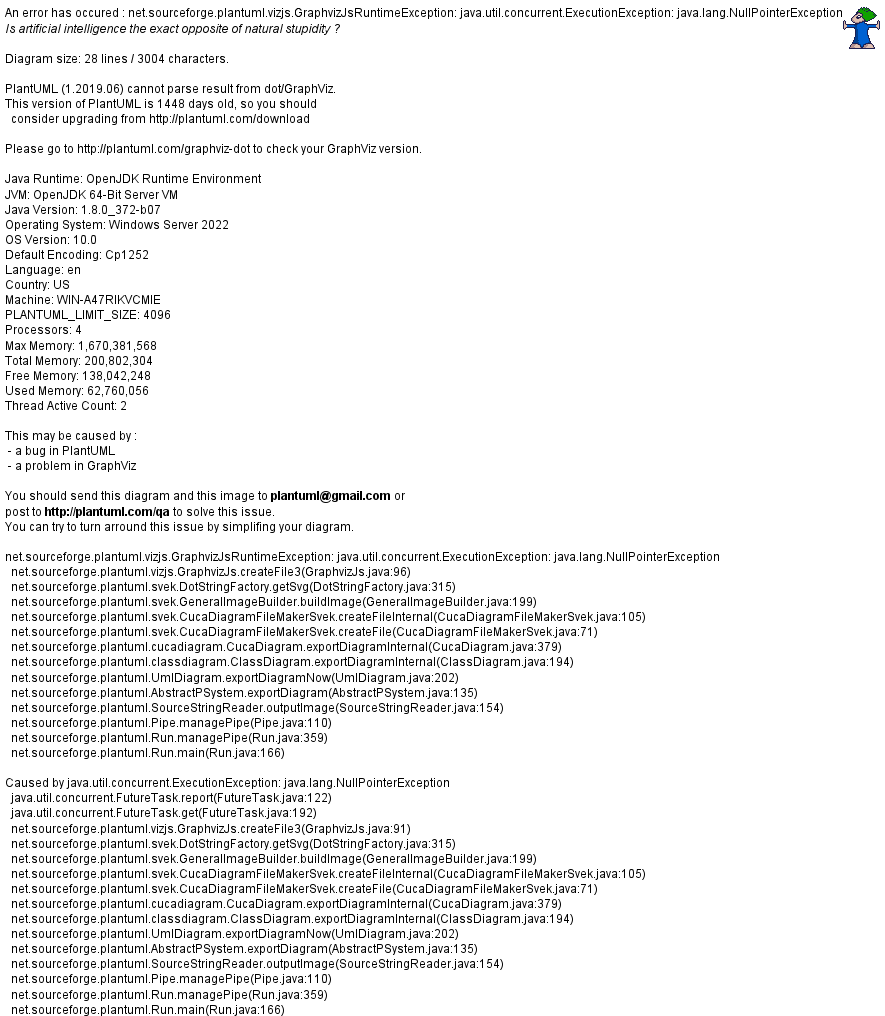 An error has occured : net.sourceforge.plantuml.vizjs.GraphvizJsRuntimeException: java.util.concurrent.ExecutionException: java.lang.NullPointerException
Is artificial intelligence the exact opposite of natural stupidity ?
Diagram size: 28 lines / 3004 characters.
PlantUML (1.2019.06) cannot parse result from dot/GraphViz.
This version of PlantUML is 1448 days old, so you should
consider upgrading from http://plantuml.com/download
Please go to http://plantuml.com/graphviz-dot to check your GraphViz version.
Java Runtime: OpenJDK Runtime Environment
JVM: OpenJDK 64-Bit Server VM
Java Version: 1.8.0_372-b07
Operating System: Windows Server 2022
OS Version: 10.0
Default Encoding: Cp1252
Language: en
Country: US
Machine: WIN-A47RIKVCMIE
PLANTUML_LIMIT_SIZE: 4096
Processors: 4
Max Memory: 1,670,381,568
Total Memory: 200,802,304
Free Memory: 138,042,248
Used Memory: 62,760,056
Thread Active Count: 2
This may be caused by :
- a bug in PlantUML
- a problem in GraphViz
You should send this diagram and this image to plantuml@gmail.com or
post to http://plantuml.com/qa to solve this issue.
You can try to turn arround this issue by simplifing your diagram.
net.sourceforge.plantuml.vizjs.GraphvizJsRuntimeException: java.util.concurrent.ExecutionException: java.lang.NullPointerException
net.sourceforge.plantuml.vizjs.GraphvizJs.createFile3(GraphvizJs.java:96)
net.sourceforge.plantuml.svek.DotStringFactory.getSvg(DotStringFactory.java:315)
net.sourceforge.plantuml.svek.GeneralImageBuilder.buildImage(GeneralImageBuilder.java:199)
net.sourceforge.plantuml.svek.CucaDiagramFileMakerSvek.createFileInternal(CucaDiagramFileMakerSvek.java:105)
net.sourceforge.plantuml.svek.CucaDiagramFileMakerSvek.createFile(CucaDiagramFileMakerSvek.java:71)
net.sourceforge.plantuml.cucadiagram.CucaDiagram.exportDiagramInternal(CucaDiagram.java:379)
net.sourceforge.plantuml.classdiagram.ClassDiagram.exportDiagramInternal(ClassDiagram.java:194)
net.sourceforge.plantuml.UmlDiagram.exportDiagramNow(UmlDiagram.java:202)
net.sourceforge.plantuml.AbstractPSystem.exportDiagram(AbstractPSystem.java:135)
net.sourceforge.plantuml.SourceStringReader.outputImage(SourceStringReader.java:154)
net.sourceforge.plantuml.Pipe.managePipe(Pipe.java:110)
net.sourceforge.plantuml.Run.managePipe(Run.java:359)
net.sourceforge.plantuml.Run.main(Run.java:166)
Caused by java.util.concurrent.ExecutionException: java.lang.NullPointerException
java.util.concurrent.FutureTask.report(FutureTask.java:122)
java.util.concurrent.FutureTask.get(FutureTask.java:192)
net.sourceforge.plantuml.vizjs.GraphvizJs.createFile3(GraphvizJs.java:91)
net.sourceforge.plantuml.svek.DotStringFactory.getSvg(DotStringFactory.java:315)
net.sourceforge.plantuml.svek.GeneralImageBuilder.buildImage(GeneralImageBuilder.java:199)
net.sourceforge.plantuml.svek.CucaDiagramFileMakerSvek.createFileInternal(CucaDiagramFileMakerSvek.java:105)
net.sourceforge.plantuml.svek.CucaDiagramFileMakerSvek.createFile(CucaDiagramFileMakerSvek.java:71)
net.sourceforge.plantuml.cucadiagram.CucaDiagram.exportDiagramInternal(CucaDiagram.java:379)
net.sourceforge.plantuml.classdiagram.ClassDiagram.exportDiagramInternal(ClassDiagram.java:194)
net.sourceforge.plantuml.UmlDiagram.exportDiagramNow(UmlDiagram.java:202)
net.sourceforge.plantuml.AbstractPSystem.exportDiagram(AbstractPSystem.java:135)
net.sourceforge.plantuml.SourceStringReader.outputImage(SourceStringReader.java:154)
net.sourceforge.plantuml.Pipe.managePipe(Pipe.java:110)
net.sourceforge.plantuml.Run.managePipe(Run.java:359)
net.sourceforge.plantuml.Run.main(Run.java:166)